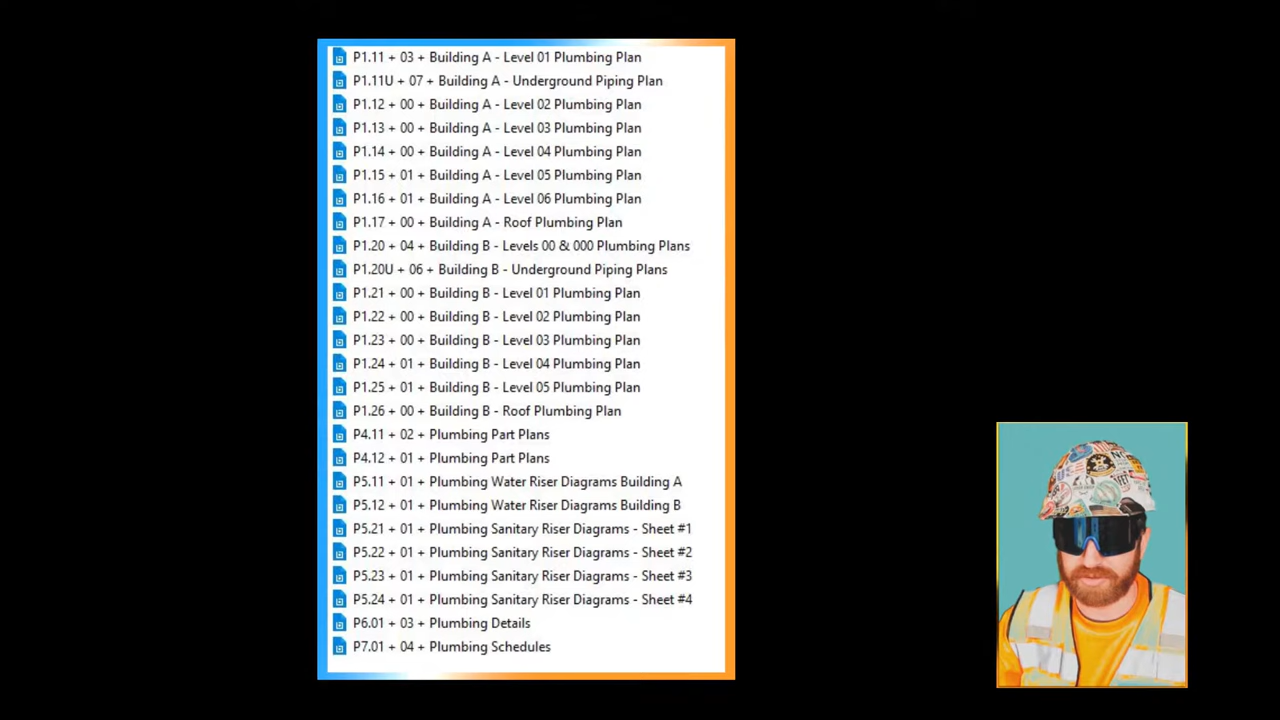 P1.11 + 03 + Building A - Level 01 Plumbing Plan
P1.11U + 07 + Building A - Underground Piping Plan
P1.12 + 00 + Building A - Level 02 Plumbing Plan
P1.13 + 00 + Building A - Level 03 Plumbing Plan
P1.14 + 00 + Building A - Level 04 Plumbing Plan
P1.15 + 01 + Building A - Level 05 Plumbing Plan
P1.16 + 01 + Building A - Level 06 Plumbing Plan
P1.17 + 00 + Building A - Roof Plumbing Plan
P1.20 + 04 + Building B - Levels 00 & 000 Plumbing Plans
P1.20U + 06 + Building B - Underground Piping Plans
P1.21 + 00 + Building B - Level 01 Plumbing Plan
P1.22 + 00 + Building B - Level 02 Plumbing Plan
P1.23 + 00 + Building B - Level 03 Plumbing Plan
P1.24 + 01 + Building B - Level 04 Plumbing Plan
P1.25 + 01 + Building B - Level 05 Plumbing Plan
P1.26 + 00 + Building B - Roof Plumbing Plan
P4.11 + 02 + Plumbing Part Plans
P4.12 + 01 + Plumbing Part Plans
P5.11 + 01 + Plumbing Water Riser Diagrams Building A
P5.12 + 01 + Plumbing Water Riser Diagrams Building B
P5.21 + 01 + Plumbing Sanitary Riser Diagrams - Sheet #1
P5.22 + 01 + Plumbing Sanitary Riser Diagrams - Sheet #2
P5.23 + 01 + Plumbing Sanitary Riser Diagrams - Sheet #3
P5.24 + 01 + Plumbing Sanitary Riser Diagrams - Sheet #4
P6.01 + 03 + Plumbing Details
P7.01 + 04 + Plumbing Schedules